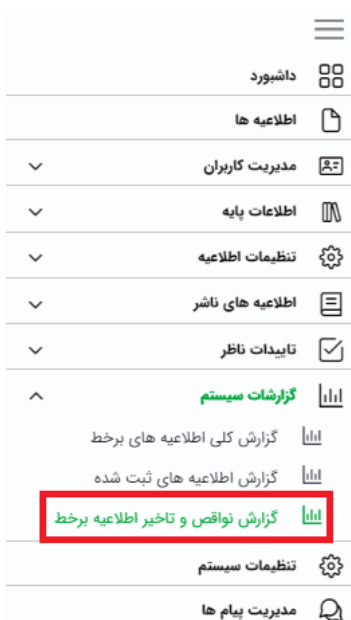 داشبورد
اطلاعیه ها
مدیریت کاربران
اطلاعات پایه
تنظیمات اطلاعیه
اطلاعیه های ناشر
تاییدات ناظر
گزارشات سیستم
گزارش کلی اطلاعیه های برخط
گزارش اطلاعیه های ثبت شده
گزارش نواقص و تاخیر اطلاعیه برخط
تنظیمات سیستم
مدیریت پیام ها